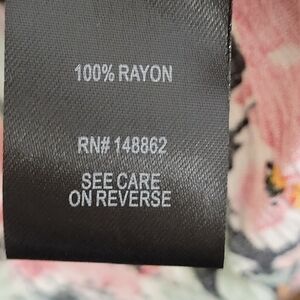 100% RAYON
RN# 148862
SEE CARE
ON REVERSE